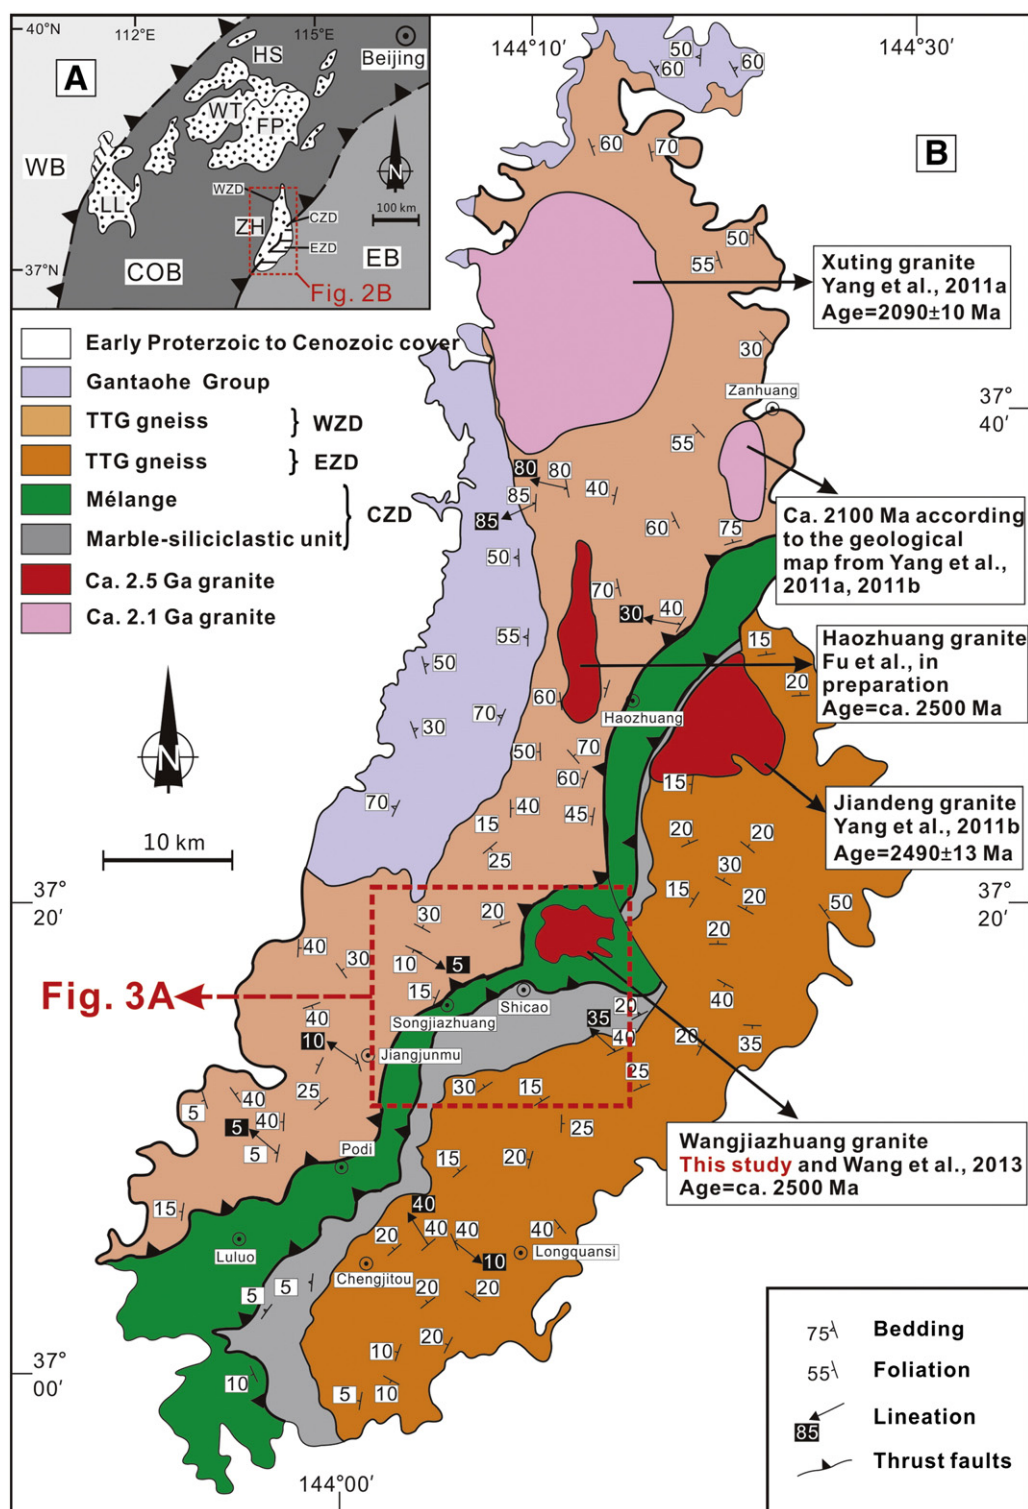 40°N
112°E
115°E
Beijing
A
HS
WT
FP
WB
LL
N
100 km
WZD
ZH
CZD
EZD
37°N
COB
EB
Fig. 2B
144°10′
144°30′
B
50
60
60
60
70
50
55
30
Xuting granite
Yang et al., 2011a
Age=2090±10 Ma
Early Proterzoic to Cenozoic cover
Gantaohe Group
TTG gneiss } WZD
TTG gneiss } EZD
Mélange
} CZD
Marble-siliciclastic unit
Ca. 2.5 Ga granite
Ca. 2.1 Ga granite
Zanhuang
37°
40′
55
80
80
85
40
85
60
75
50
Ca. 2100 Ma according
to the geological
map from Yang et al.,
2011a, 2011b
70
30
40
55
50
15
20
Haozhuang granite
Fu et al., in
preparation
Age=ca. 2500 Ma
60
Haozhuang
70
30
50
70
60
15
N
70
40
45
15
25
20
20
30
Jiandeng granite
Yang et al., 2011b
Age=2490±13 Ma
10 km
37°
20′
37°
20′
15
20
50
20
30
20
40
30
10
5
15
Fig. 3A
Songjiazhuang
Shicao
35
20
40
40
20
35
40
10
Jiangjunmu
25
25
30
15
5
40
40
5
5
25
Podi
15
20
Wangjiazhuang granite
This study and Wang et al., 2013
Age=ca. 2500 Ma
15
40
20
40
40
40
10
Longquansi
Luluo
Chengjitou
5
5
20
20
10
20
10
5
10
37°
00′
144°00′
75 Bedding
55 Foliation
85 Lineation
Thrust faults